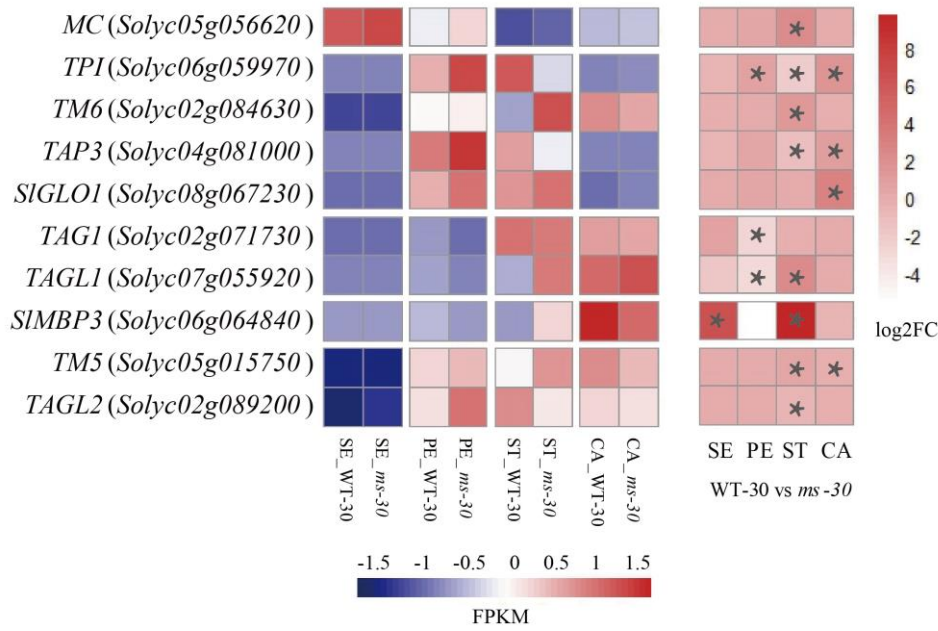 MC (Solyc05g056620)
TPI (Solyc06g059970)
TM6 (Solyc02g084630)
TAP3 (Solyc04g081000)
SlGLO1 (Solyc08g067230)
TAG1 (Solyc02g071730)
TAGL1 (Solyc07g055920)
SlMBP3 (Solyc06g064840)
TM5 (Solyc05g015750)
TAGL2 (Solyc02g089200)
SE_WT-30
SE_ms-30
PE_WT-30
PE_ms-30
ST_WT-30
ST_ms-30
CA_WT-30
CA_ms-30
-1.5 -1 -0.5 0 0.5 1 1.5
FPKM
* 
* * *
*
* *
*
*
* *
* *
* *
*
SE PE ST CA
WT-30 vs ms-30
8
6
4
2
0
-2
-4
log2FC